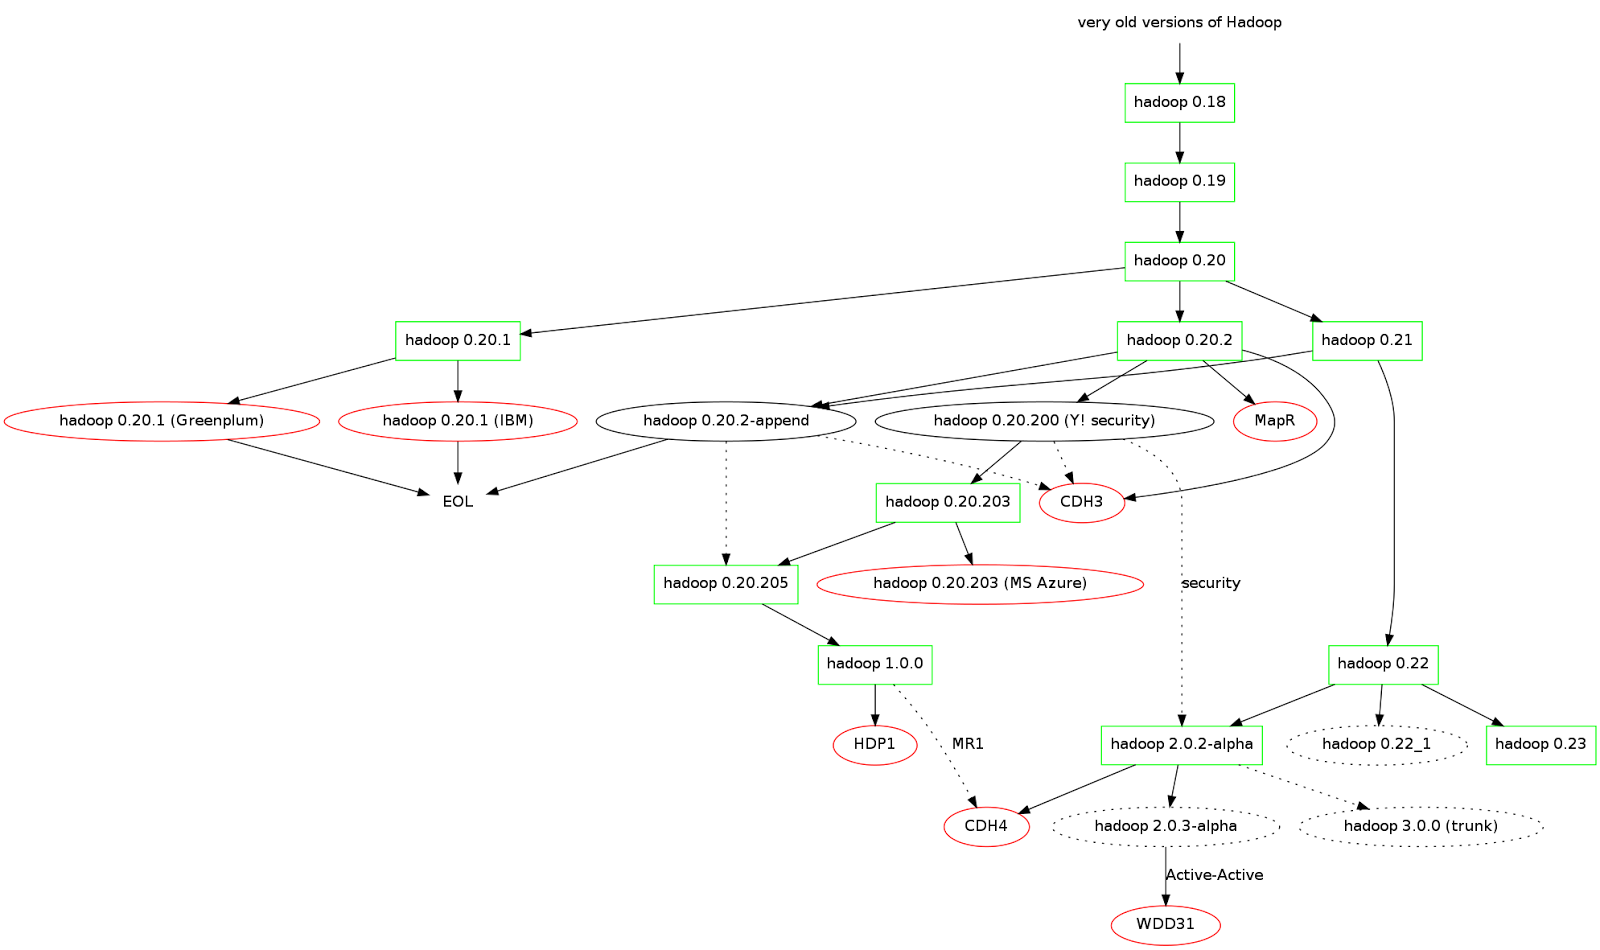 very old versions of Hadoop
hadoop 0.18
hadoop 0.19
hadoop 0.20
hadoop 0.20.1
hadoop 0.20.2
hadoop 0.21
hadoop 0.20.1 (Greenplum)
hadoop 0.20.1 (IBM)
hadoop 0.20.2-append
hadoop 0.20.200 (Y! security)
MapR
EOL
hadoop 0.20.203
CDH3
hadoop 0.20.205
hadoop 0.20.203 (MS Azure)
security
hadoop 1.0.0
hadoop 0.22
HDP1
MR1
hadoop 2.0.2-alpha
hadoop 0.22_1
hadoop 0.23
CDH4
hadoop 2.0.3-alpha
hadoop 3.0.0 (trunk)
Active-Active
WDD31